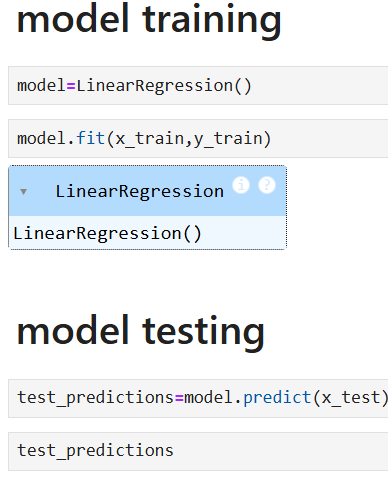 model training
model=LinearRegression()
model.fit(x_train,y_train)
LinearRegression i ?
LinearRegression()
model testing
test_predictions=model.predict(x_test)
test_predictions